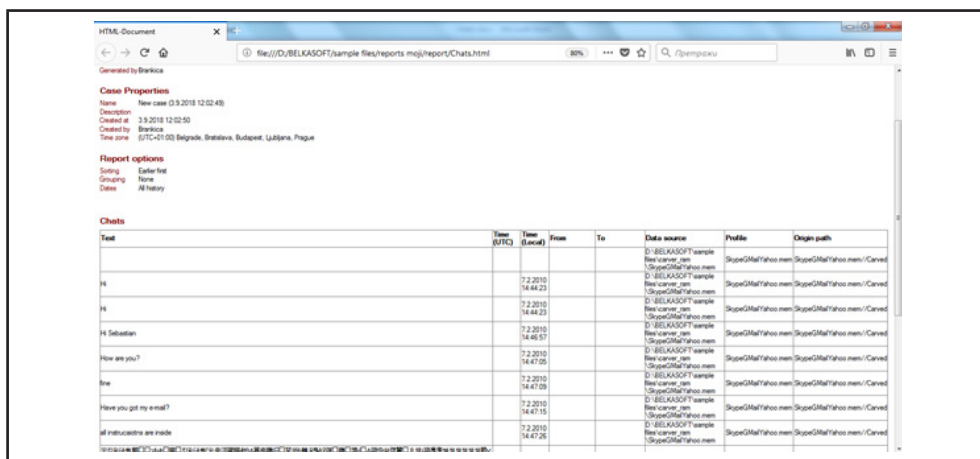 HTML-Document
file:///D:/BELKASOFT/sample files/reports moji/report/Chats.html
80%
Претражи
Generated by Brankica
Case Properties
Name New case (3.9.2018 12:02:49)
Description
Created at 3.9.2018 12:02:50
Created by Brankica
Time zone (UTC+01:00) Belgrade, Bratislava, Budapest, Ljubljana, Prague
Report options
Sorting Earlier first
Grouping None
Dates All history
Chats
Text Time (UTC) Time (Local) From To Data source Profile Origin path
D:\BELKASOFT\sample files\carver_ram\SkypeGMailYahoo.mem SkypeGMailYahoo.mem SkypeGMailYahoo.mem//Carved
Hi 7.2.2010 14:44:23 D:\BELKASOFT\sample files\carver_ram\SkypeGMailYahoo.mem SkypeGMailYahoo.mem SkypeGMailYahoo.mem//Carved
Hi 7.2.2010 14:44:23 D:\BELKASOFT\sample files\carver_ram\SkypeGMailYahoo.mem SkypeGMailYahoo.mem SkypeGMailYahoo.mem//Carved
Hi Sebastian 7.2.2010 14:46:57 D:\BELKASOFT\sample files\carver_ram\SkypeGMailYahoo.mem SkypeGMailYahoo.mem SkypeGMailYahoo.mem//Carved
How are you? 7.2.2010 14:47:05 D:\BELKASOFT\sample files\carver_ram\SkypeGMailYahoo.mem SkypeGMailYahoo.mem SkypeGMailYahoo.mem//Carved
fine 7.2.2010 14:47:09 D:\BELKASOFT\sample files\carver_ram\SkypeGMailYahoo.mem SkypeGMailYahoo.mem SkypeGMailYahoo.mem//Carved
Have you got my e-mail? 7.2.2010 14:47:15 D:\BELKASOFT\sample files\carver_ram\SkypeGMailYahoo.mem SkypeGMailYahoo.mem SkypeGMailYahoo.mem//Carved
all instrucaiotns are inside 7.2.2010 14:47:26 D:\BELKASOFT\sample files\carver_ram\SkypeGMailYahoo.mem SkypeGMailYahoo.mem SkypeGMailYahoo.mem//Carved